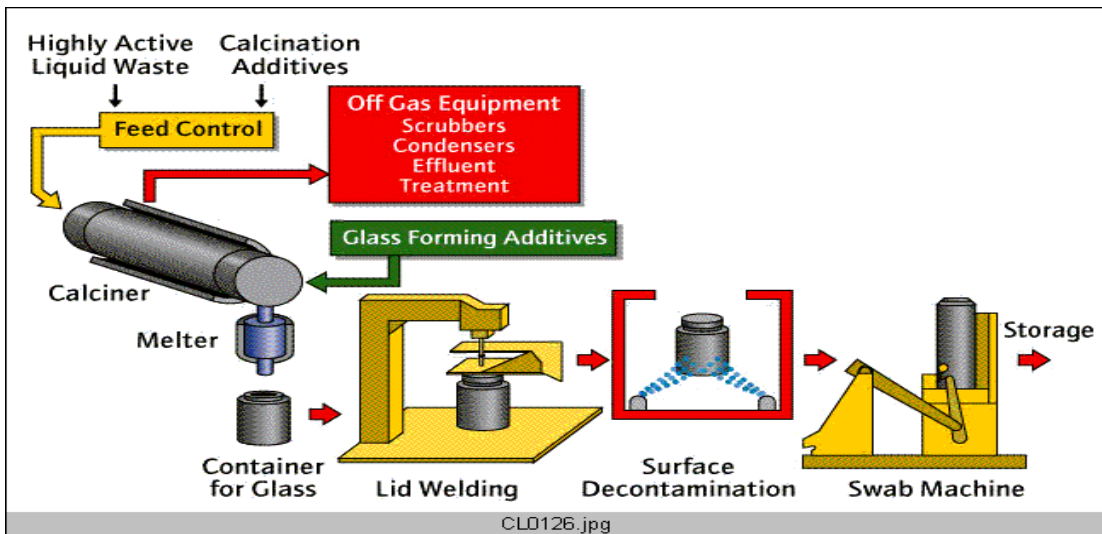 Highly Active
Liquid Waste
Calcination
Additives
Feed Control
Off Gas Equipment
Scrubbers
Condensers
Effluent
Treatment
Glass Forming Additives
Calciner
Melter
Storage
Container
for Glass
Lid Welding
Surface
Decontamination
Swab Machine
CL0126.jpg